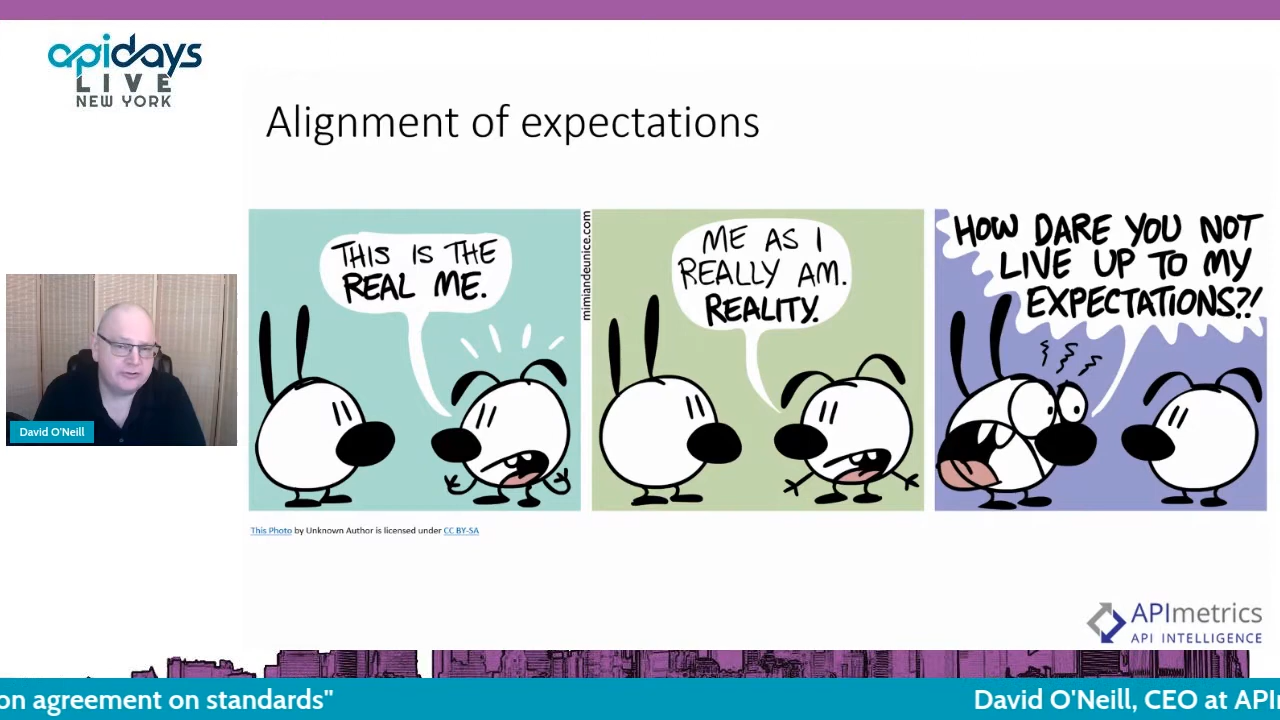 apidays
LIVE
NEW YORK
Alignment of expectations
THIS IS THE
REAL ME.
mimiandeunice.com
ME AS I
REALLY AM.
REALITY.
HOW DARE YOU NOT
LIVE UP TO MY
EXPECTATIONS?!
David O'Neill
This Photo by Unknown Author is licensed under CC BY-SA
APImetrics
API INTELLIGENCE
on agreement on standards"
David O'Neill, CEO at API